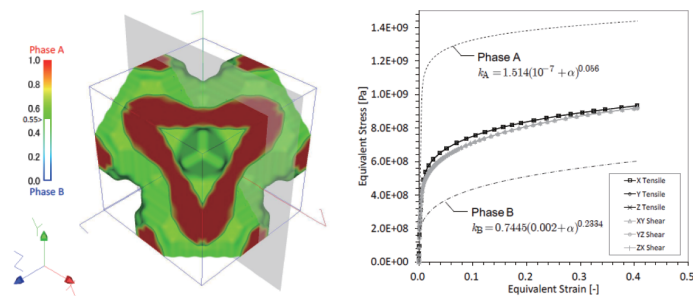 Phase A
1.0
0.8
0.6
0.55>
0.4
0.2
0.0
Phase B
Y
Z
X
Equivalent Stress [Pa]
1.4E+09
1.2E+09
1.0E+09
8.0E+08
6.0E+08
4.0E+08
2.0E+08
0.0E+00
Phase A
k_A = 1.514(10^-7 + α)^0.056
Phase B
k_B = 0.7445(0.002 + α)^0.2334
X Tensile
Y Tensile
Z Tensile
XY Shear
YZ Shear
ZX Shear
0.0 0.1 0.2 0.3 0.4 0.5
Equivalent Strain [-]